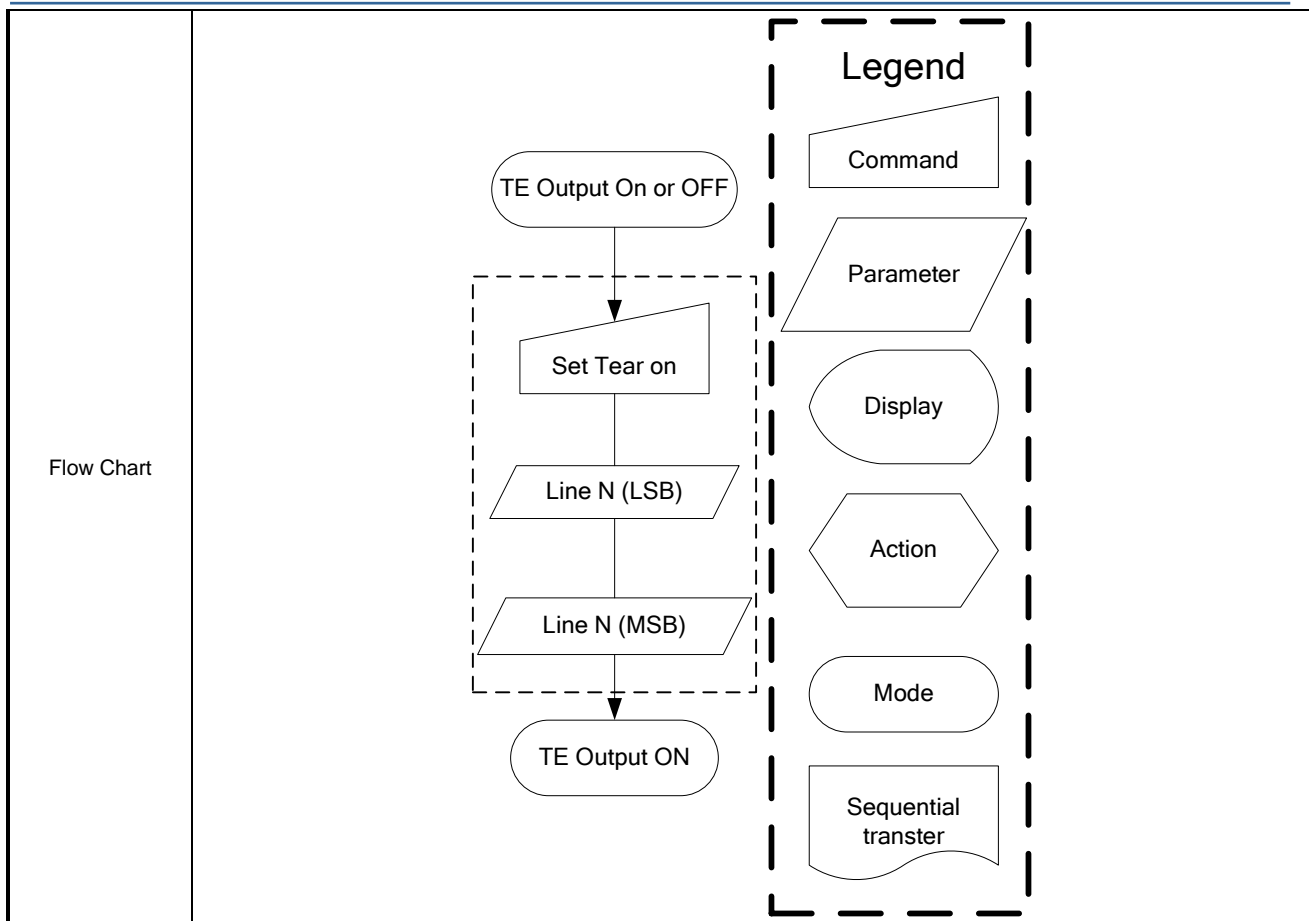 Flow Chart
TE Output On or OFF
Set Tear on
Line N (LSB)
Line N (MSB)
TE Output ON
Legend
Command
Parameter
Display
Action
Mode
Sequential
transter